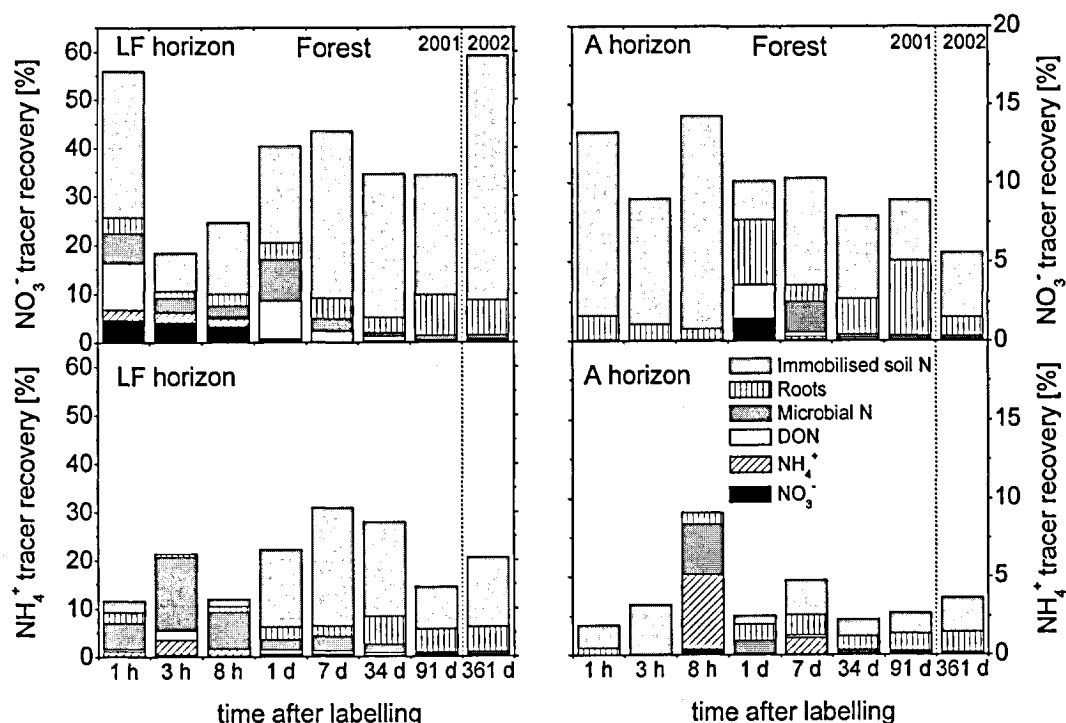 LF horizon Forest 2001 2002
NO₃⁻ tracer recovery [%]
60
50
40
30
20
10
0
A horizon Forest 2001 2002
NO₃⁻ tracer recovery [%]
20
15
10
5
0
LF horizon
NH₄⁺ tracer recovery [%]
60
50
40
30
20
10
0
1 h 3 h 8 h 1 d 7 d 34 d 91 d 361 d
time after labelling
A horizon
Immobilised soil N
Roots
Microbial N
DON
NH₄⁺
NO₃⁻
NH₄⁺ tracer recovery [%]
15
10
5
0
1 h 3 h 8 h 1 d 7 d 34 d 91 d 361 d
time after labelling